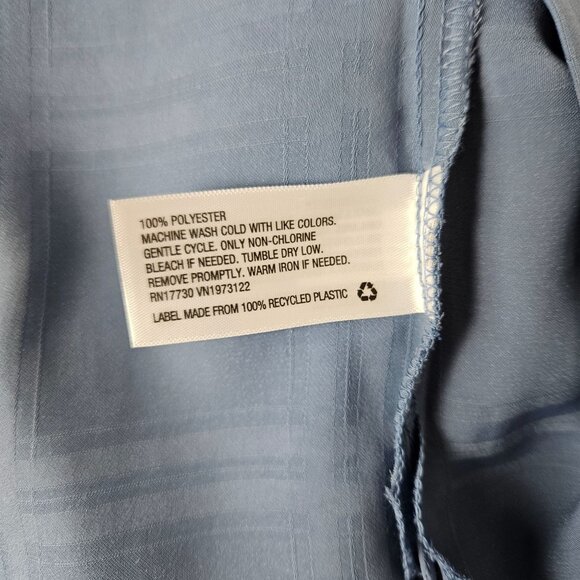 100% POLYESTER
MACHINE WASH COLD WITH LIKE COLORS.
GENTLE CYCLE. ONLY NON-CHLORINE
BLEACH IF NEEDED. TUMBLE DRY LOW.
REMOVE PROMPTLY. WARM IRON IF NEEDED.
RN17730 VN1973122
LABEL MADE FROM 100% RECYCLED PLASTIC